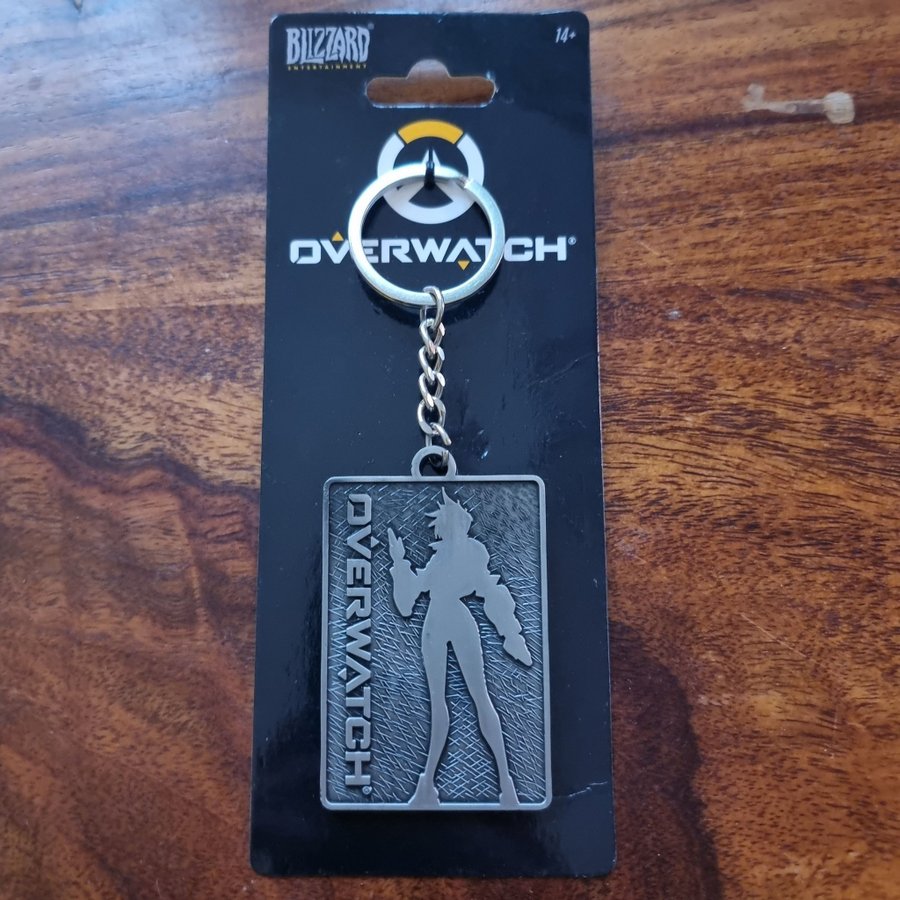 BLIZZARD®
ENTERTAINMENT
14+
OVERWATCH®
OVERWATCH®